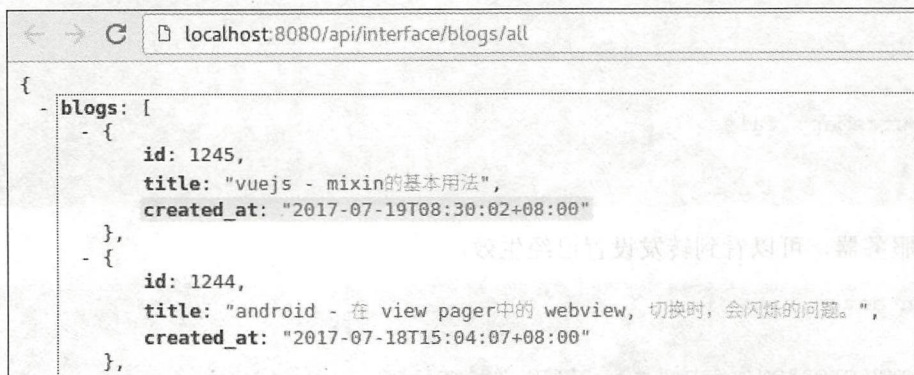 localhost:8080/api/interface/blogs/all
{
- blogs: [
- {
id: 1245,
title: "vuejs - mixin的基本用法",
created_at: "2017-07-19T08:30:02+08:00"
},
- {
id: 1244,
title: "android - 在 view pager中的 webview, 切换时，会闪烁的问题。",
created_at: "2017-07-18T15:04:07+08:00"
},